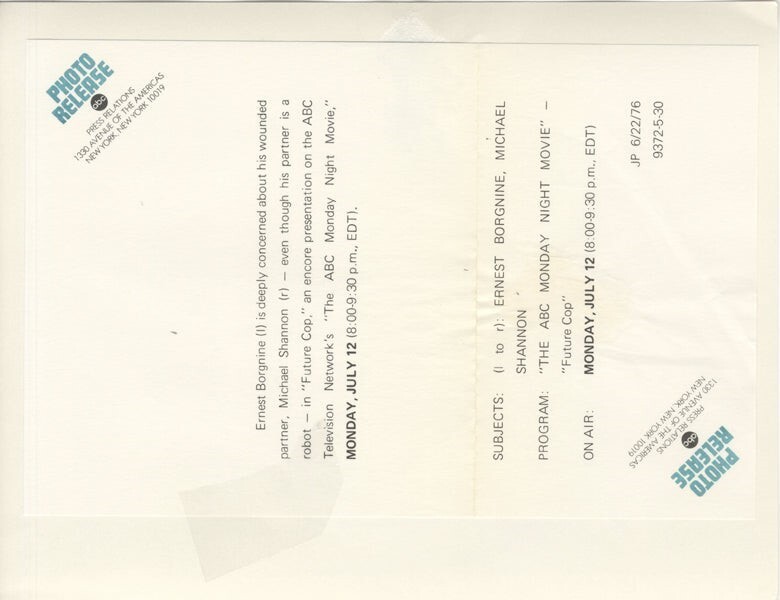 PHOTO
RELEASE
abc
PRESS RELATIONS
1330 AVENUE OF THE AMERICAS
NEW YORK, NEW YORK 10019
Ernest Borgnine (l) is deeply concerned about his wounded
partner, Michael Shannon (r) — even though his partner is a
robot — in "Future Cop," an encore presentation on the ABC
Television Network's "The ABC Monday Night Movie,"
MONDAY, JULY 12 (8:00-9:30 p.m., EDT).
SUBJECTS: (l to r): ERNEST BORGNINE, MICHAEL
SHANNON
PROGRAM: "THE ABC MONDAY NIGHT MOVIE" —
"Future Cop"
ON AIR: MONDAY, JULY 12 (8:00-9:30 p.m., EDT)
JP 6/22/76
9372-5-30
PHOTO
RELEASE
abc
PRESS RELATIONS
1330 AVENUE OF THE AMERICAS
NEW YORK, NEW YORK 10019